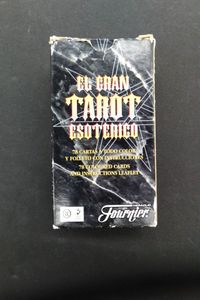 EL GRAN
TAROT
ESOTERICO
78 CARTAS A TODO COLOR
Y FOLLETO CON INSTRUCCIONES
78 COLOURED CARDS
AND INSTRUCTIONS LEAFLET
Fournier